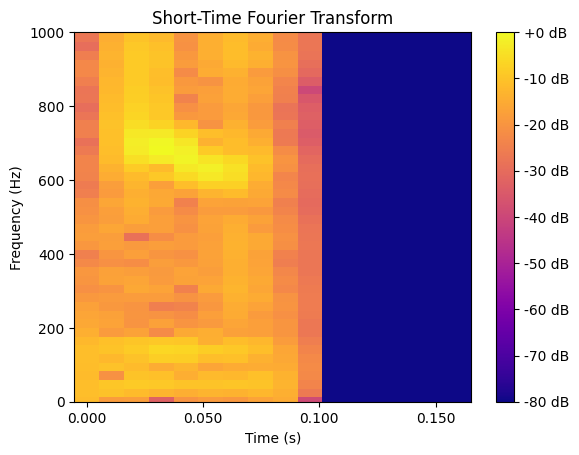 Short-Time Fourier Transform
1000
800
600
400
200
0
Frequency (Hz)
0.000
0.050
0.100
0.150
Time (s)
+0 dB
-10 dB
-20 dB
-30 dB
-40 dB
-50 dB
-60 dB
-70 dB
-80 dB